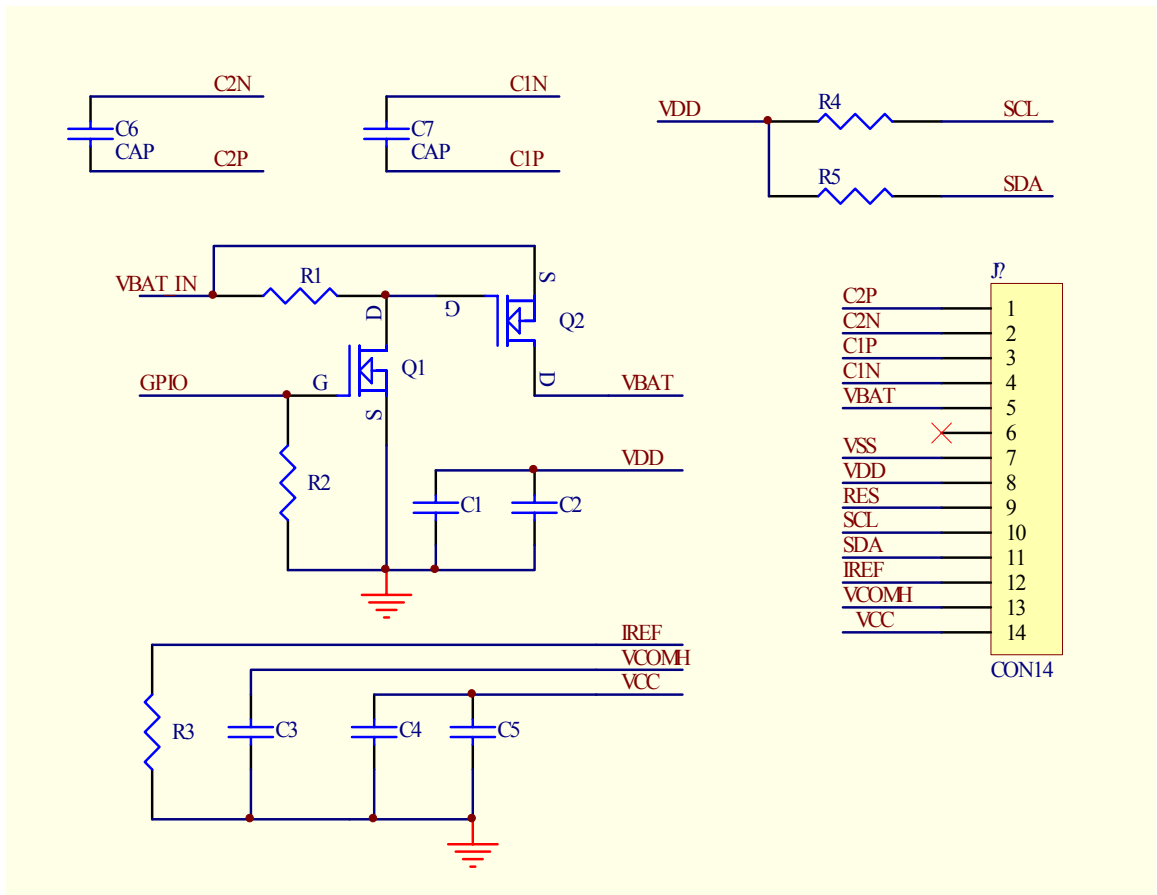 C2N
C6
CAP
C2P
C1N
C7
CAP
C1P
VDD
R4
SCL
R5
SDA
VBAT IN
R1
D
G
S
Q2
D
VBAT
GPIO
G
Q1
S
R2
VDD
C1
C2
IREF
VCOMH
VCC
R3
C3
C4
C5
J?
C2P 1
C2N 2
C1P 3
C1N 4
VBAT 5
6
VSS 7
VDD 8
RES 9
SCL 10
SDA 11
IREF 12
VCOMH 13
VCC 14
CON14